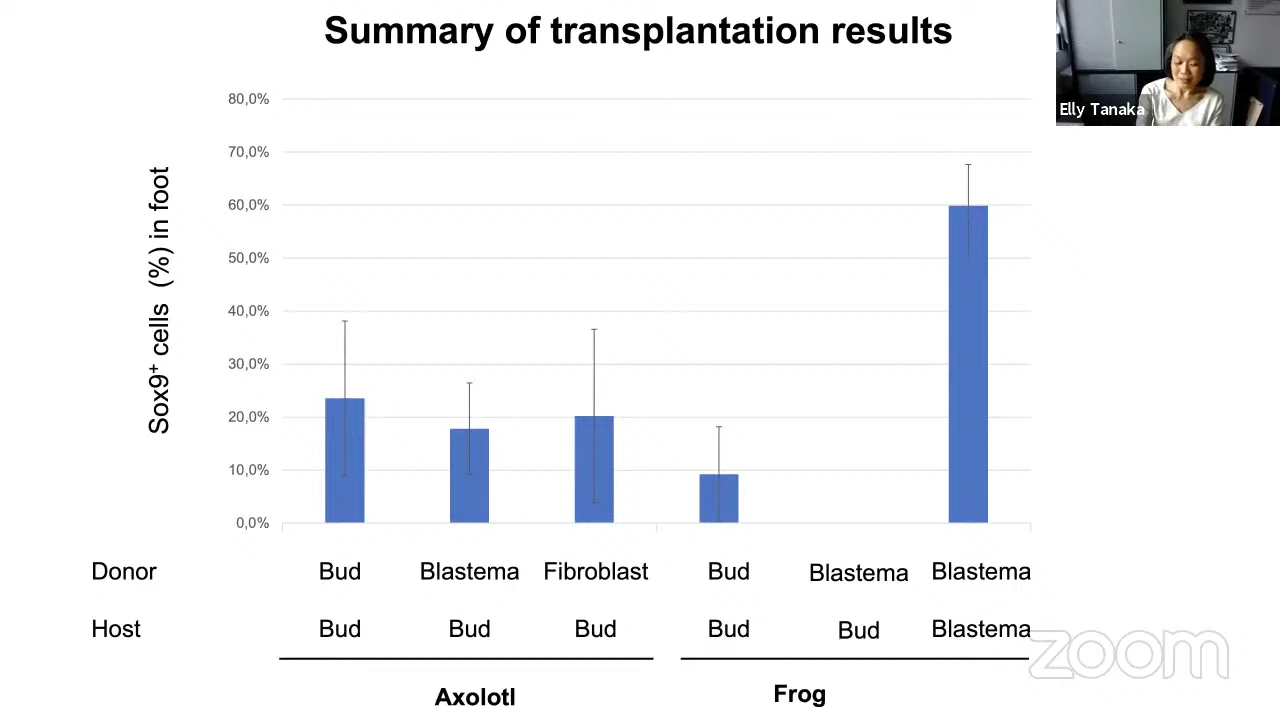 Summary of transplantation results
Elly Tanaka
Sox9⁺ cells (%) in foot
80,0%
70,0%
60,0%
50,0%
40,0%
30,0%
20,0%
10,0%
0,0%
Donor Bud Blastema Fibroblast Bud Blastema Blastema
Host Bud Bud Bud Bud Bud Blastema
Axolotl Frog
zoom